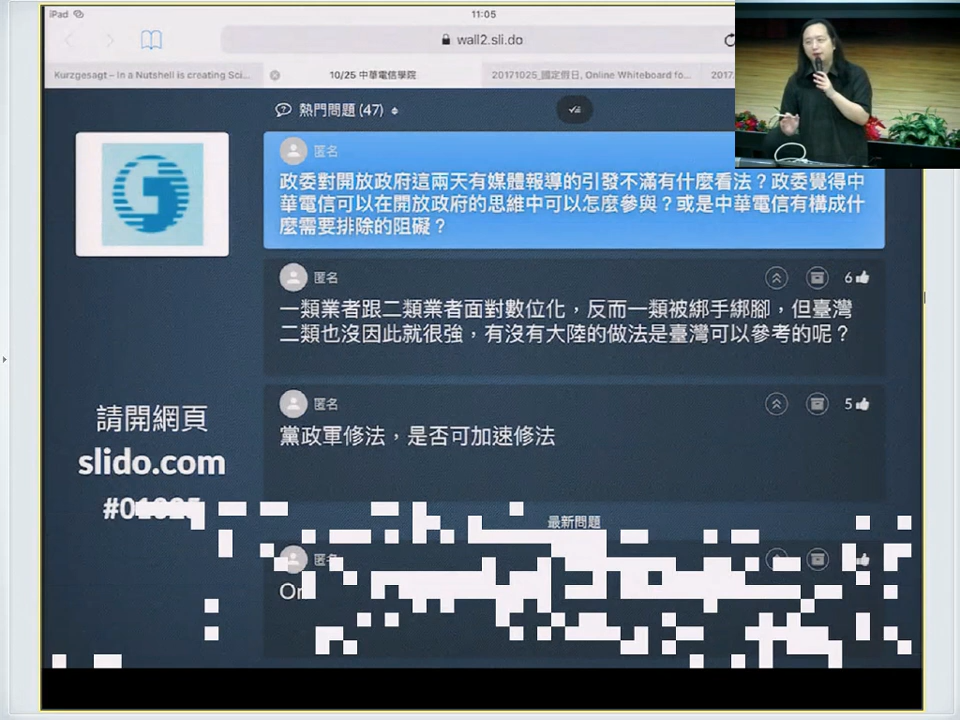 iPad
11:05
wall2.sli.do
Kurzgesagt – In a Nutshell is creating Sci...
10/25 中華電信學院
20171025_國定假日, Online Whiteboard fo...
2017
熱門問題 (47)
匿名
政委對開放政府這兩天有媒體報導的引發不滿有什麼看法？政委覺得中
華電信可以在開放政府的思維中可以怎麼參與？或是中華電信有構成什
麼需要排除的阻礙？
匿名
6
一類業者跟二類業者面對數位化，反而一類被綁手綁腳，但臺灣
二類也沒因此就很強，有沒有大陸的做法是臺灣可以參考的呢？
匿名
5
黨政軍修法，是否可加速修法
請開網頁
slido.com
最新問題
匿名